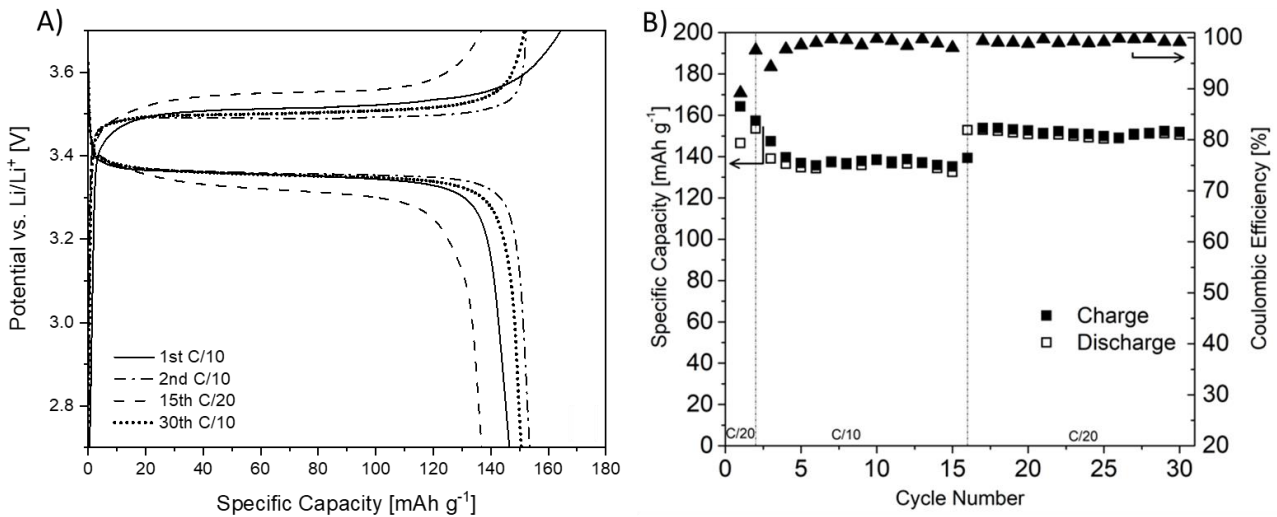 A)
Potential vs. Li/Li⁺ [V]
3.6
3.4
3.2
3.0
2.8
1st C/10
2nd C/10
15th C/20
30th C/10
0 20 40 60 80 100 120 140 160 180
Specific Capacity [mAh g⁻¹]
B)
Specific Capacity [mAh g⁻¹]
200
180
160
140
120
100
80
60
40
20
0
Charge
Discharge
C/20 C/10 C/20
0 5 10 15 20 25 30
Cycle Number
100
90
80
70
60
50
40
30
20
Coulombic Efficiency [%]